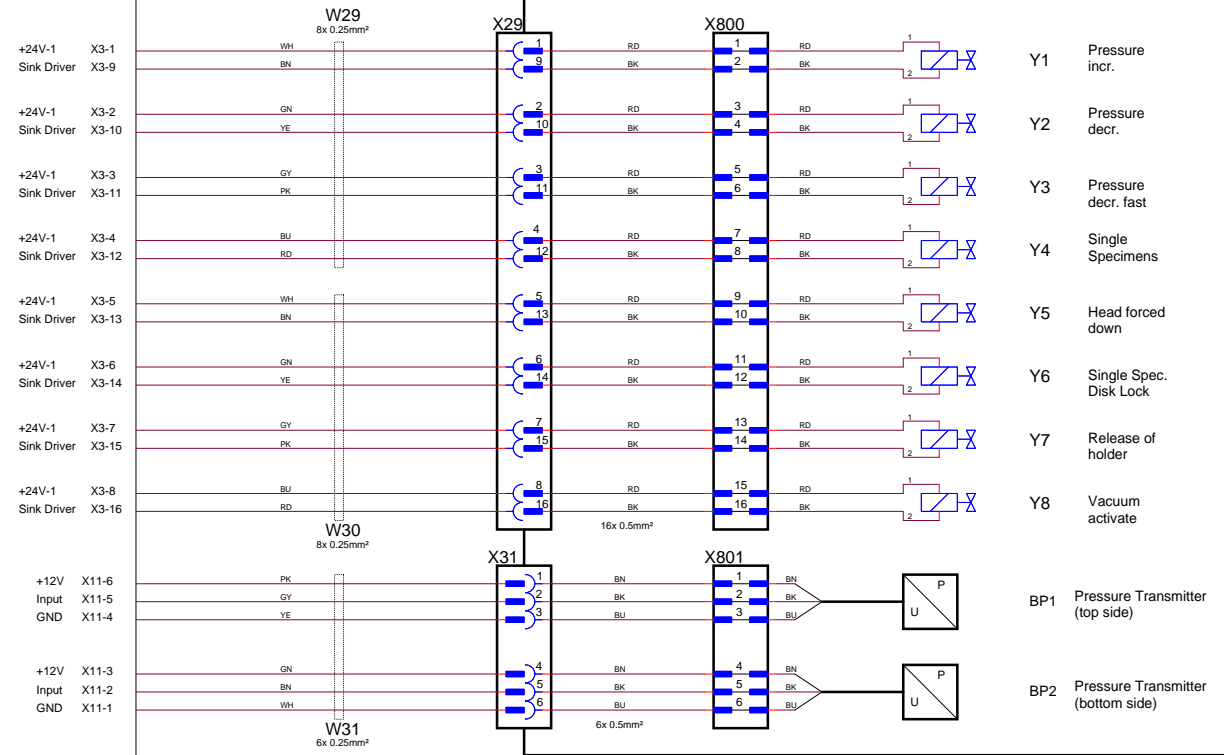 W29
8x 0.25mm²
X29
X800
+24V-1 X3-1 WH 1 RD 1 RD 1
Sink Driver X3-9 BN 9 BK 2 BK 2
Y1 Pressure
incr.
+24V-1 X3-2 GN 2 RD 3 RD 1
Sink Driver X3-10 YE 10 BK 4 BK 2
Y2 Pressure
decr.
+24V-1 X3-3 GY 3 RD 5 RD 1
Sink Driver X3-11 PK 11 BK 6 BK 2
Y3 Pressure
decr. fast
+24V-1 X3-4 BU 4 RD 7 RD 1
Sink Driver X3-12 RD 12 BK 8 BK 2
Y4 Single
Specimens
+24V-1 X3-5 WH 5 RD 9 RD 1
Sink Driver X3-13 BN 13 BK 10 BK 2
Y5 Head forced
down
+24V-1 X3-6 GN 6 RD 11 RD 1
Sink Driver X3-14 YE 14 BK 12 BK 2
Y6 Single Spec.
Disk Lock
+24V-1 X3-7 GY 7 RD 13 RD 1
Sink Driver X3-15 PK 15 BK 14 BK 2
Y7 Release of
holder
+24V-1 X3-8 BU 8 RD 15 RD 1
Sink Driver X3-16 RD 16 BK 16 BK 2
Y8 Vacuum
activate
W30
8x 0.25mm²
16x 0.5mm²
X31
X801
+12V X11-6 PK 1 BN 1 BN P
Input X11-5 GY 2 BK 2 BK
GND X11-4 YE 3 BU 3 BU U
BP1 Pressure Transmitter
(top side)
+12V X11-3 GN 4 BN 4 BN P
Input X11-2 BN 5 BK 5 BK
GND X11-1 WH 6 BU 6 BU U
BP2 Pressure Transmitter
(bottom side)
W31
6x 0.25mm²
6x 0.5mm²